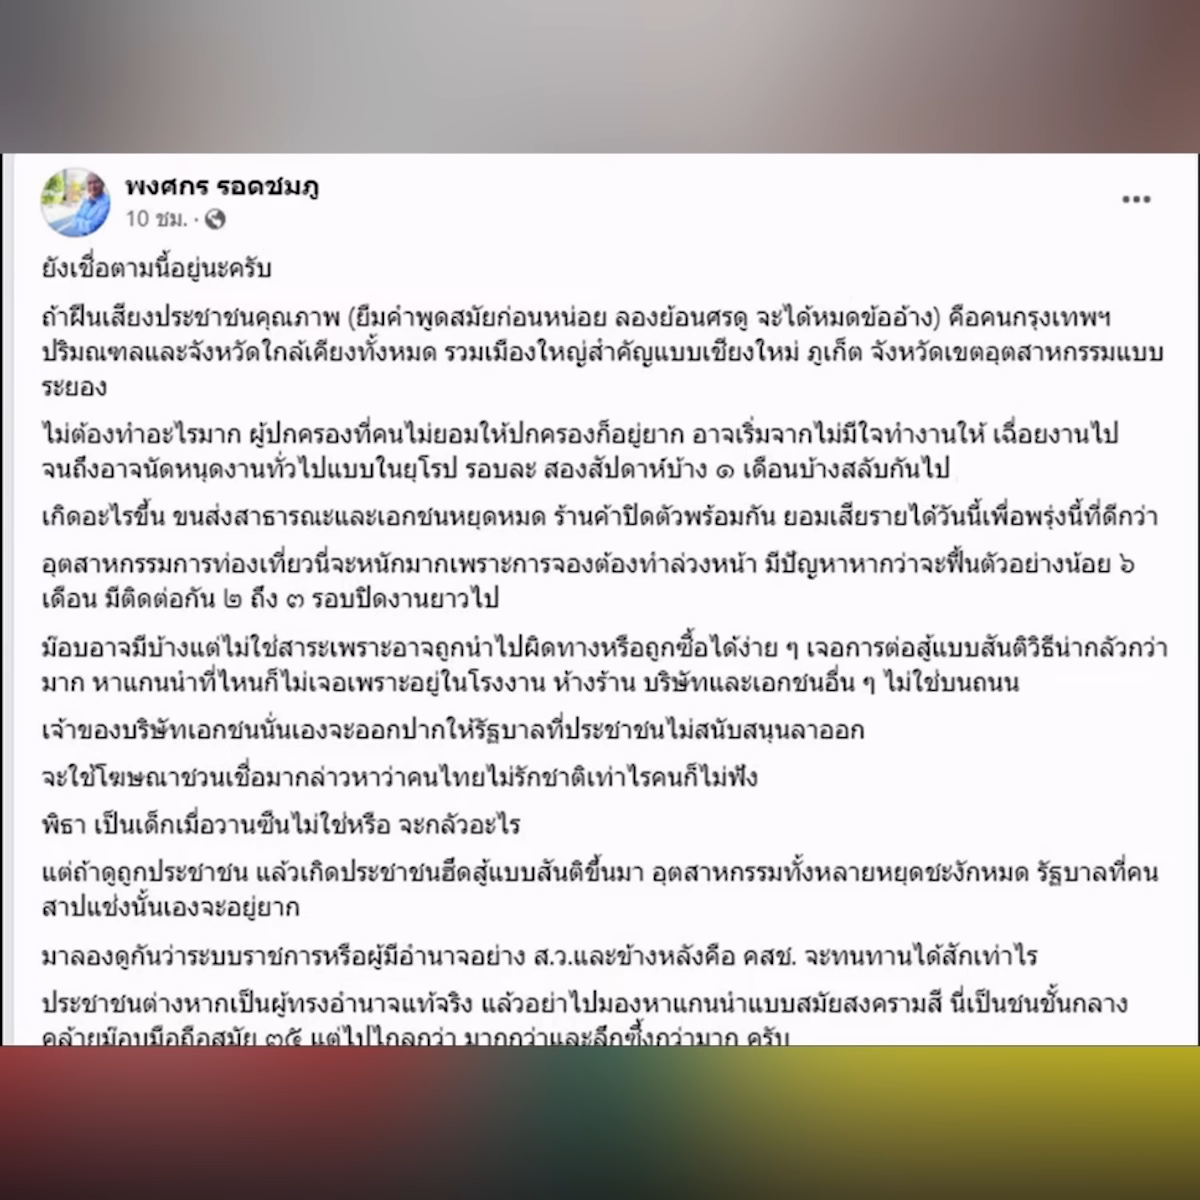 พงศกร รอดชมภู
10 ชม. ·
ยังเชื่อตามนี้อยู่นะครับ
ถ้าฝืนเสียงประชาชนคุณภาพ (ยืมคำพูดสมัยก่อนหน่อย ลองย้อนศรดู จะได้หมดข้ออ้าง) คือคนกรุงเทพฯ
ปริมณฑลและจังหวัดใกล้เคียงทั้งหมด รวมเมืองใหญ่สำคัญแบบเชียงใหม่ ภูเก็ต จังหวัดเขตอุตสาหกรรมแบบ
ระยอง
ไม่ต้องทำอะไรมาก ผู้ปกครองที่คนไม่ยอมให้ปกครองก็อยู่ยาก อาจเริ่มจากไม่มีใจทำงานให้ เฉื่อยงานไป
จนถึงอาจนัดหนุดงานทั่วไปแบบในยุโรป รอบละ สองสัปดาห์บ้าง ๑ เดือนบ้างสลับกันไป
เกิดอะไรขึ้น ขนส่งสาธารณะและเอกชนหยุดหมด ร้านค้าปิดตัวพร้อมกัน ยอมเสียรายได้วันนี้เพื่อพรุ่งนี้ที่ดีกว่า
อุตสาหกรรมการท่องเที่ยวนี่จะหนักมากเพราะการจองต้องทำล่วงหน้า มีปัญหาหากว่าจะฟื้นตัวอย่างน้อย ๖
เดือน มีติดต่อกัน ๒ ถึง ๓ รอบปิดงานยาวไป
ม๊อบอาจมีบ้างแต่ไม่ใช่สาระเพราะอาจถูกนำไปผิดทางหรือถูกซื้อได้ง่าย ๆ เจอการต่อสู้แบบสันติวิธีน่ากลัวกว่า
มาก หาแกนนำที่ไหนก็ไม่เจอเพราะอยู่ในโรงงาน ห้างร้าน บริษัทและเอกชนอื่น ๆ ไม่ใช่บนถนน
เจ้าของบริษัทเอกชนนั่นเองจะออกปากให้รัฐบาลที่ประชาชนไม่สนับสนุนลาออก
จะใช้โฆษณาชวนเชื่อมากล่าวหาว่าคนไทยไม่รักชาติเท่าไรคนก็ไม่ฟัง
พิธา เป็นเด็กเมื่อวานซืนไม่ใช่หรือ จะกลัวอะไร
แต่ถ้าดูถูกประชาชน แล้วเกิดประชาชนฮึดสู้แบบสันติขึ้นมา อุตสาหกรรมทั้งหลายหยุดชะงักหมด รัฐบาลที่คน
สาปแช่งนั้นเองจะอยู่ยาก
มาลองดูกันว่าระบบราชการหรือผู้มีอำนาจอย่าง ส.ว.และข้างหลังคือ คสช. จะทนทานได้สักเท่าไร
ประชาชนต่างหากเป็นผู้ทรงอำนาจแท้จริง แล้วอย่าไปมองหาแกนนำแบบสมัยสงครามสี นี่เป็นชนชั้นกลาง
คล้ายม๊อบมือถือสมัย ๓๕ แต่ไปไกลกว่า มากกว่าและลึกซึ้งกว่ามาก ครับ